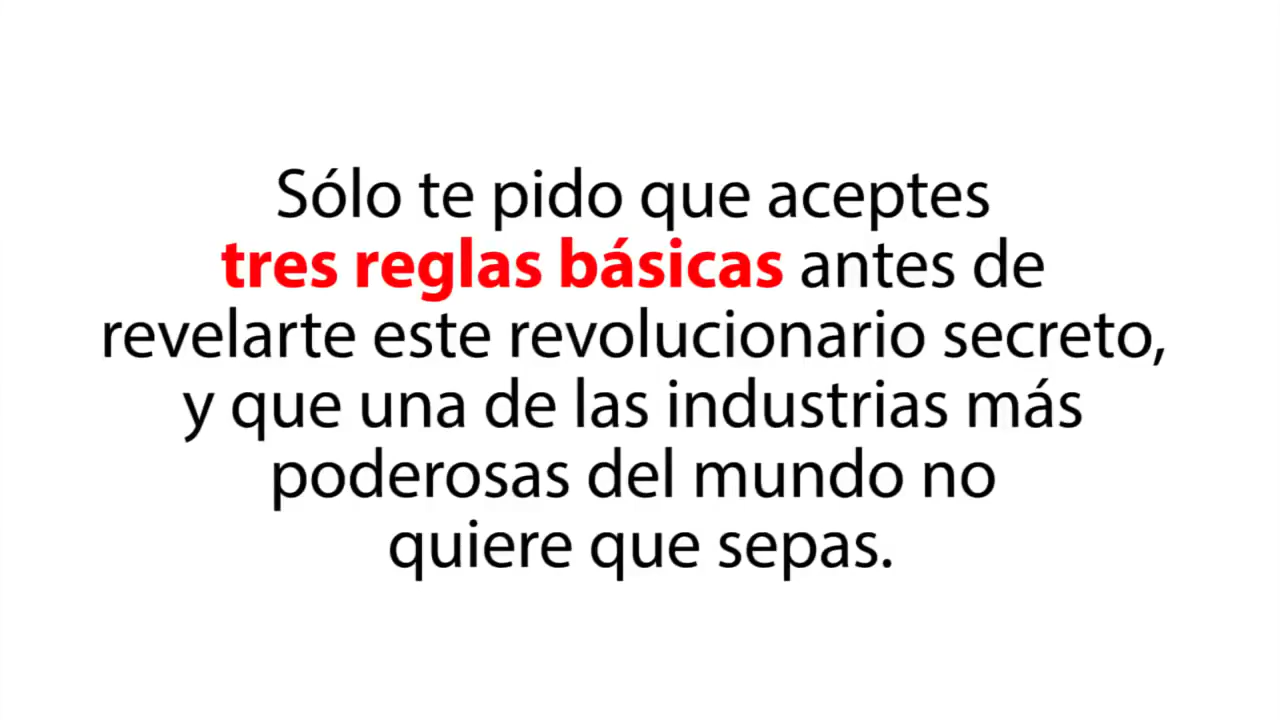 Sólo te pido que aceptes
tres reglas básicas antes de
revelarte este revolucionario secreto,
y que una de las industrias más
poderosas del mundo no
quiere que sepas.